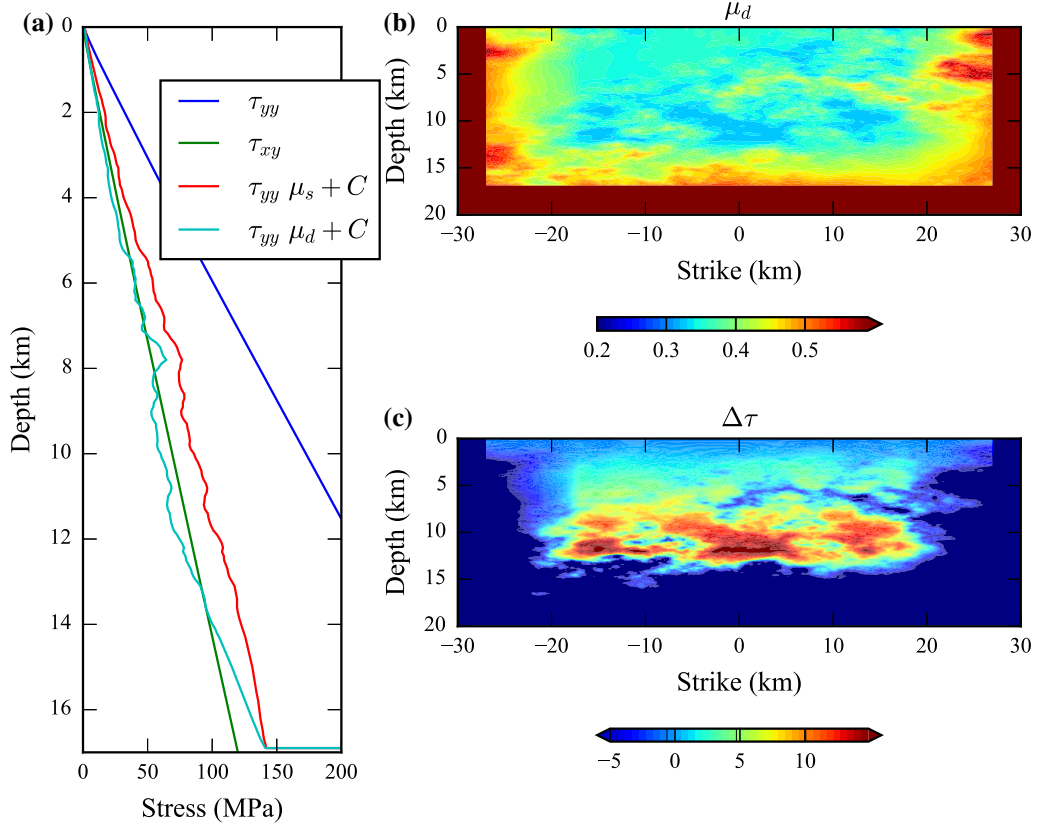 (a)
0
2
4
6
8
10
12
14
16
Depth (km)
0 50 100 150 200
Stress (MPa)
τyy
τxy
τyy μs + C
τyy μd + C
(b)
μd
0
5
10
15
20
Depth (km)
−30 −20 −10 0 10 20 30
Strike (km)
0.2 0.3 0.4 0.5
(c)
Δτ
0
5
10
15
20
Depth (km)
−30 −20 −10 0 10 20 30
Strike (km)
−5 0 5 10